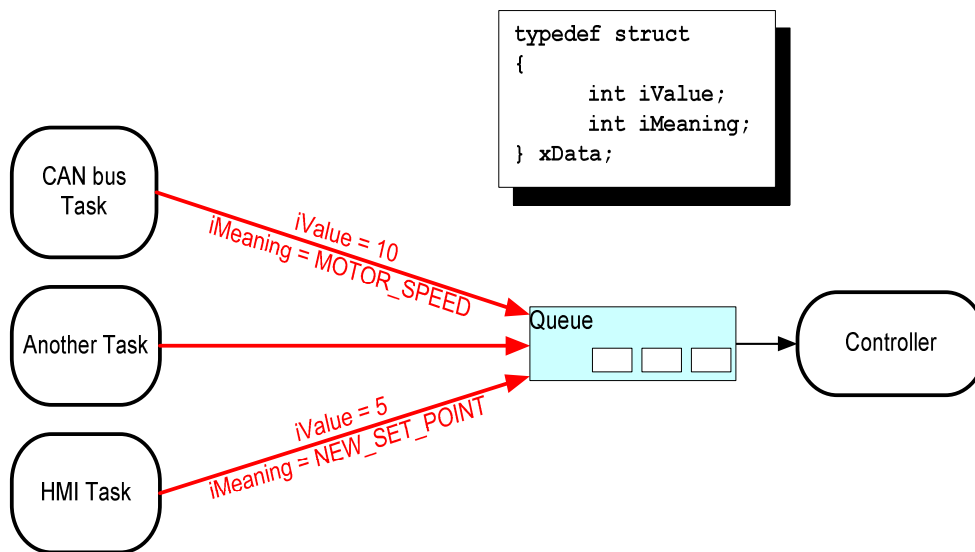 typedef struct
{
int iValue;
int iMeaning;
} xData;
CAN bus
Task
iValue = 10
iMeaning = MOTOR_SPEED
Another Task
Queue
Controller
iValue = 5
iMeaning = NEW_SET_POINT
HMI Task